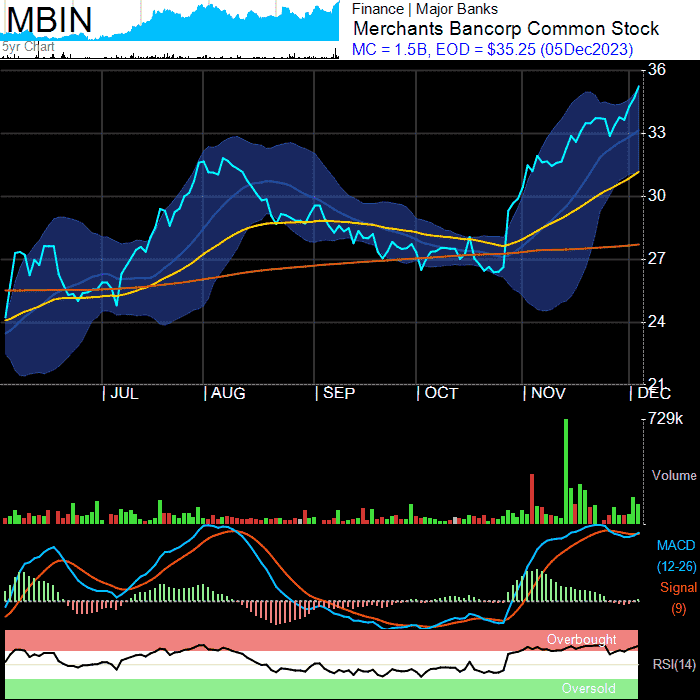 MBIN
5yr Chart
Finance | Major Banks
Merchants Bancorp Common Stock
MC = 1.5B, EOD = $35.25 (05Dec2023)
36
33
30
27
24
21
| JUL | AUG | SEP | OCT | NOV | DEC
729k
Volume
MACD
(12-26)
Signal
(9)
Overbought
RSI(14)
Oversold